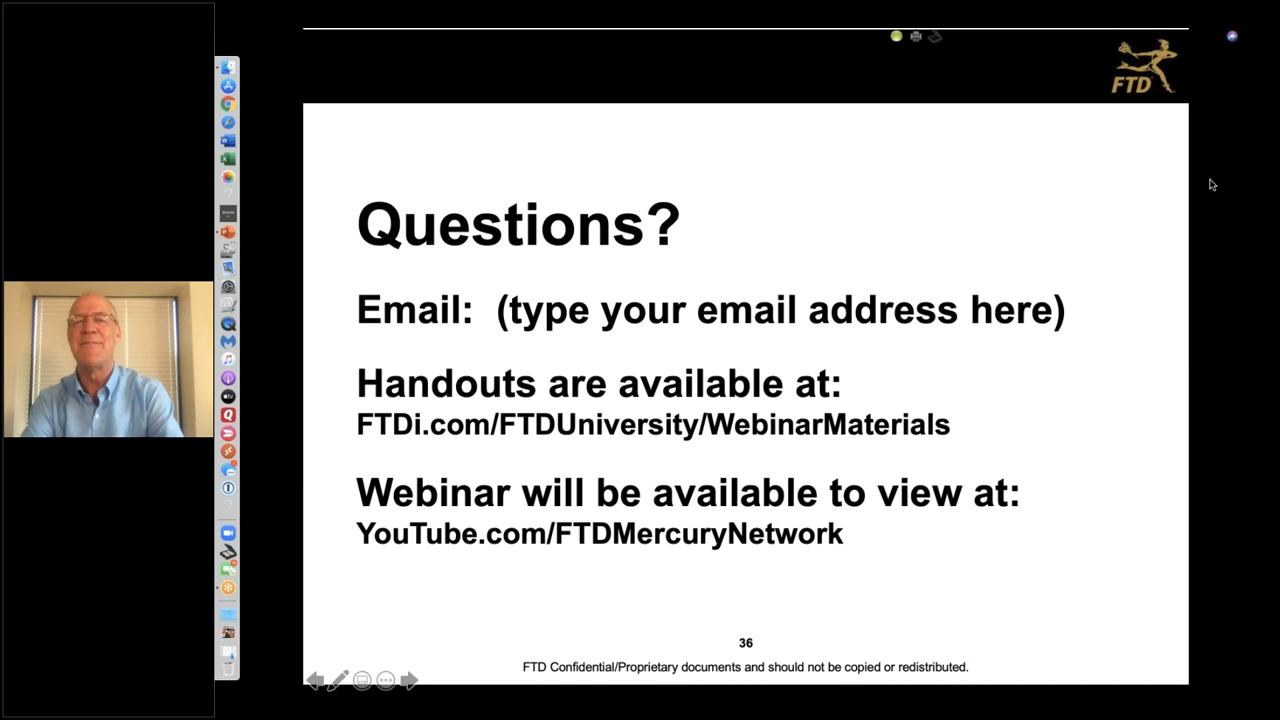 FTD
Questions?
Email: (type your email address here)
Handouts are available at:
FTDi.com/FTDUniversity/WebinarMaterials
Webinar will be available to view at:
YouTube.com/FTDMercuryNetwork
36
FTD Confidential/Proprietary documents and should not be copied or redistributed.